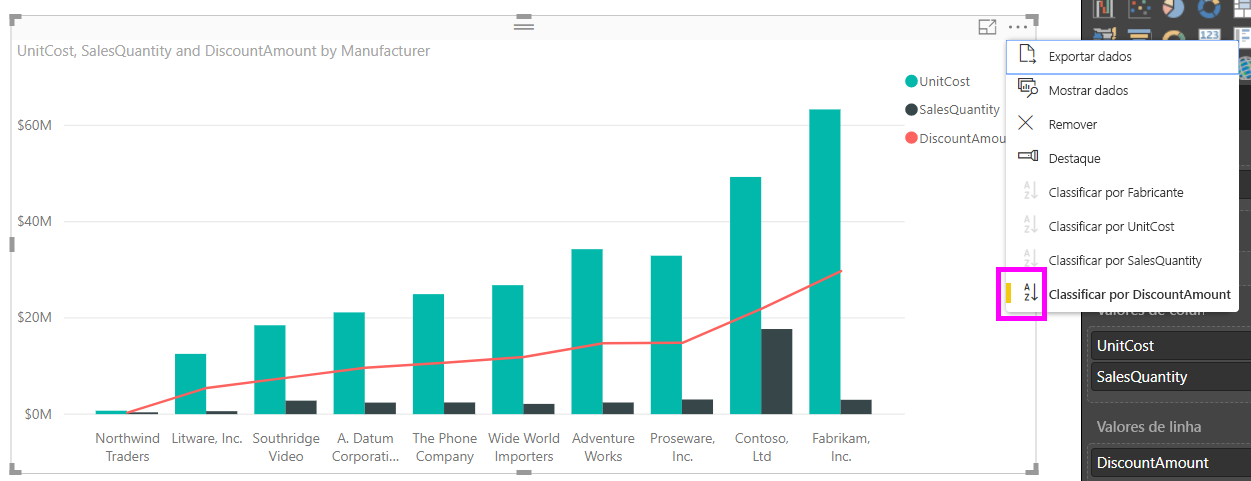 UnitCost, SalesQuantity and DiscountAmount by Manufacturer
$60M
$40M
$20M
$0M
Northwind Traders
Litware, Inc.
Southridge Video
A. Datum Corporati...
The Phone Company
Wide World Importers
Adventure Works
Proseware, Inc.
Contoso, Ltd
Fabrikam, Inc.
UnitCost
SalesQuantity
DiscountAmou
123
Exportar dados
Mostrar dados
Remover
Destaque
Classificar por Fabricante
Classificar por UnitCost
Classificar por SalesQuantity
Classificar por DiscountAmount
Valores de colun
UnitCost
SalesQuantity
Valores de linha
DiscountAmount